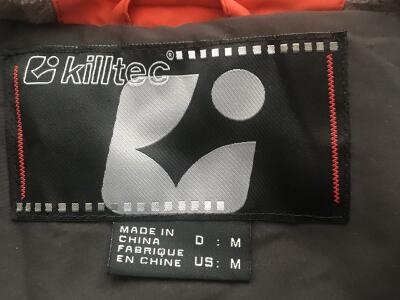 killtec®
MADE IN
CHINA D : M
FABRIQUE
EN CHINE US: M